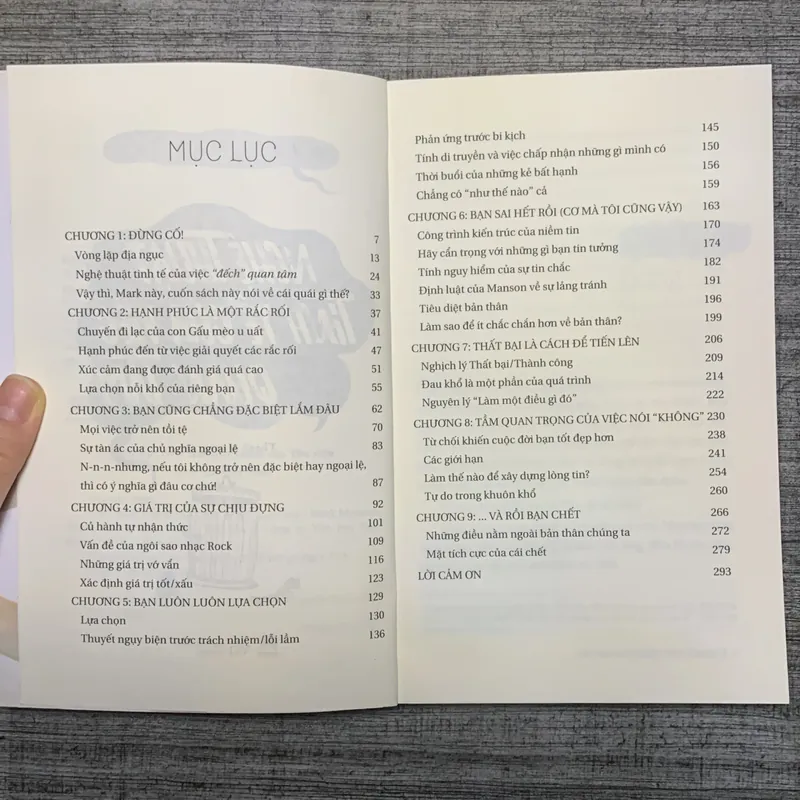 MỤC LỤC
CHƯƠNG 1: ĐỪNG CỐ! 7
Vòng lặp địa ngục 13
Nghệ thuật tinh tế của việc "đếch" quan tâm 24
Vậy thì, Mark này, cuốn sách này nói về cái quái gì thế? 33
CHƯƠNG 2: HẠNH PHÚC LÀ MỘT RẮC RỐI 37
Chuyến đi lạc của con Gấu mèo u uất 41
Hạnh phúc đến từ việc giải quyết các rắc rối 47
Xúc cảm đang được đánh giá quá cao 51
Lựa chọn nỗi khổ của riêng bạn 55
CHƯƠNG 3: BẠN CŨNG CHẲNG ĐẶC BIỆT LẮM ĐÂU 62
Mọi việc trở nên tồi tệ 70
Sự tàn ác của chủ nghĩa ngoại lệ 83
N-n-n-nhưng, nếu tôi không trở nên đặc biệt hay ngoại lệ,
thì có ý nghĩa gì đâu cơ chứ! 87
CHƯƠNG 4: GIÁ TRỊ CỦA SỰ CHỊU ĐỰNG 92
Củ hành tự nhận thức 101
Vấn đề của ngôi sao nhạc Rock 109
Những giá trị vớ vẩn 116
Xác định giá trị tốt/xấu 123
CHƯƠNG 5: BẠN LUÔN LUÔN LỰA CHỌN 129
Lựa chọn 130
Thuyết ngụy biện trước trách nhiệm/lỗi lầm 136
Phản ứng trước bi kịch 145
Tính di truyền và việc chấp nhận những gì mình có 150
Thời buổi của những kẻ bất hạnh 156
Chẳng có "như thế nào" cả 159
CHƯƠNG 6: BẠN SAI HẾT RỒI (CƠ MÀ TÔI CŨNG VẬY) 163
Công trình kiến trúc của niềm tin 170
Hãy cẩn trọng với những gì bạn tin tưởng 174
Tính nguy hiểm của sự tin chắc 182
Định luật của Manson về sự lảng tránh 191
Tiêu diệt bản thân 196
Làm sao để ít chắc chắn hơn về bản thân? 199
CHƯƠNG 7: THẤT BẠI LÀ CÁCH ĐỂ TIẾN LÊN 206
Nghịch lý Thất bại/Thành công 209
Đau khổ là một phần của quá trình 214
Nguyên lý "Làm một điều gì đó" 222
CHƯƠNG 8: TẦM QUAN TRỌNG CỦA VIỆC NÓI "KHÔNG" 230
Từ chối khiến cuộc đời bạn tốt đẹp hơn 238
Các giới hạn 241
Làm thế nào để xây dựng lòng tin? 254
Tự do trong khuôn khổ 260
CHƯƠNG 9: ... VÀ RỒI BẠN CHẾT 266
Những điều nằm ngoài bản thân chúng ta 272
Mặt tích cực của cái chết 279
LỜI CẢM ƠN 293